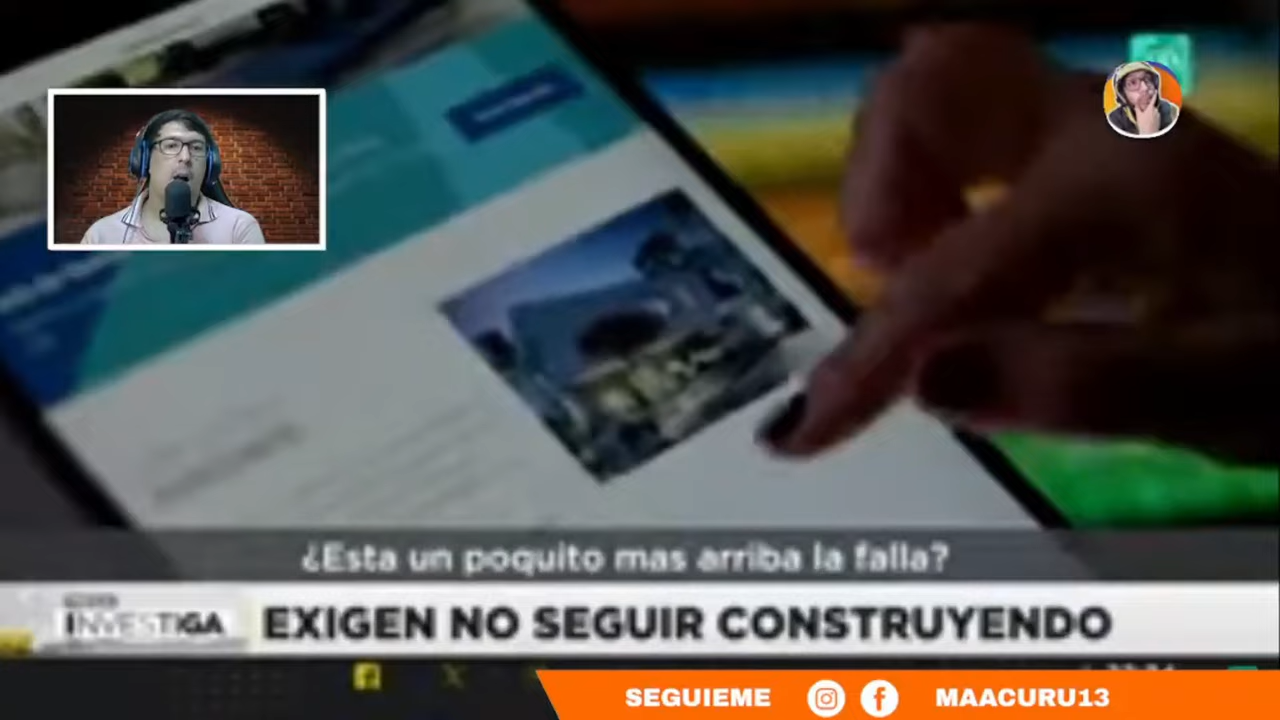 ¿Esta un poquito mas arriba la falla?
INVESTIGA
EXIGEN NO SEGUIR CONSTRUYENDO
SEGUIEME
MAACURU13